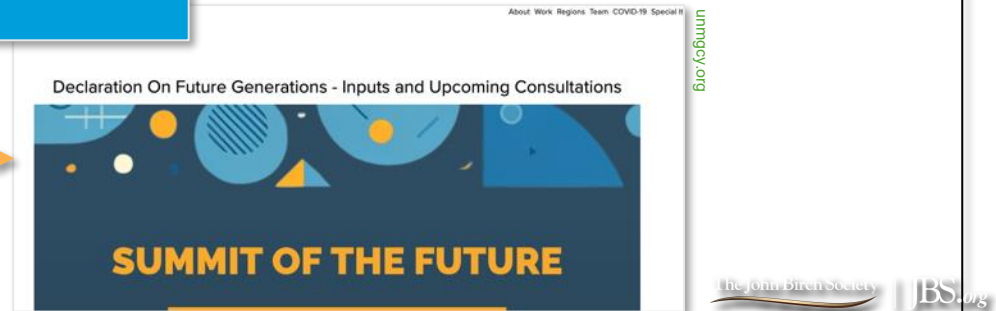 About Work Regions Team COVID-19 Special
unmgcy.org
Declaration On Future Generations - Inputs and Upcoming Consultations
SUMMIT OF THE FUTURE
The John Birch Society JBS.org